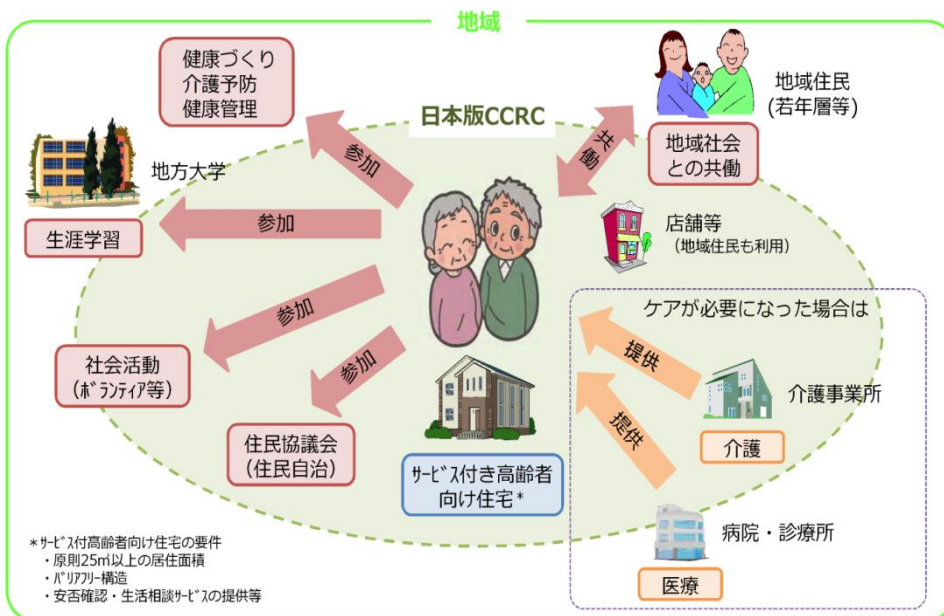 地域
健康づくり
介護予防
健康管理
日本版CCRC
地域住民
(若年層等)
共働
地域社会
との共働
参加
地方大学
生涯学習
参加
店舗等
（地域住民も利用）
参加
社会活動
（ﾎﾞﾗﾝﾃｨｱ等）
参加
住民協議会
（住民自治）
ｻｰﾋﾞｽ付き高齢者
向け住宅*
ケアが必要になった場合は
提供
介護事業所
介護
提供
病院・診療所
医療
＊ｻｰﾋﾞｽ付高齢者向け住宅の要件
・原則25㎡以上の居住面積
・ﾊﾞﾘｱﾌﾘｰ構造
・安否確認・生活相談ｻｰﾋﾞｽの提供等